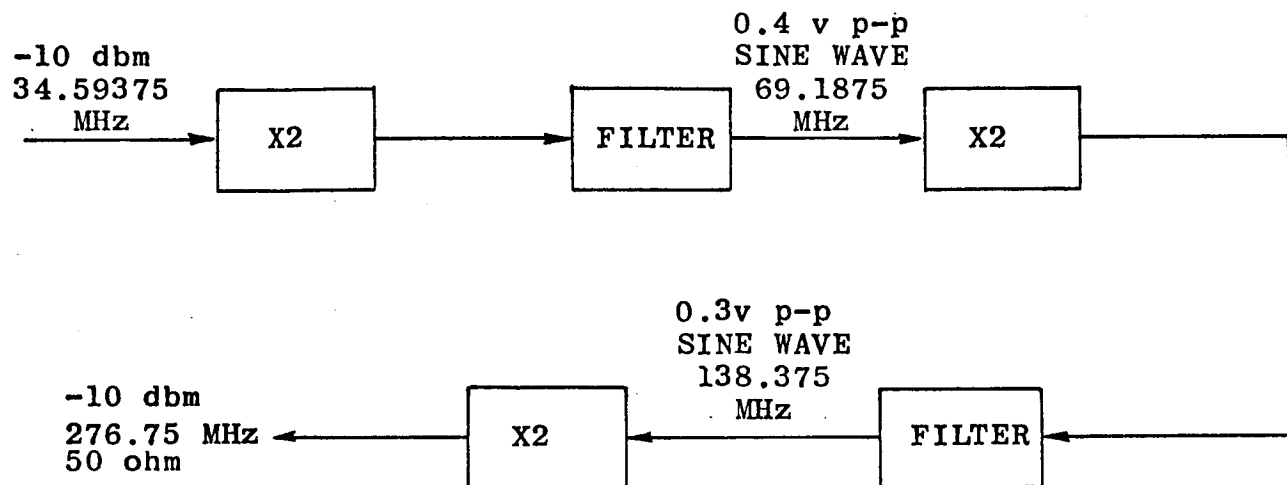 -10 dbm
34.59375
MHz
X2
FILTER
0.4 v p-p
SINE WAVE
69.1875
MHz
X2
0.3v p-p
SINE WAVE
138.375
MHz
FILTER
X2
-10 dbm
276.75 MHz
50 ohm